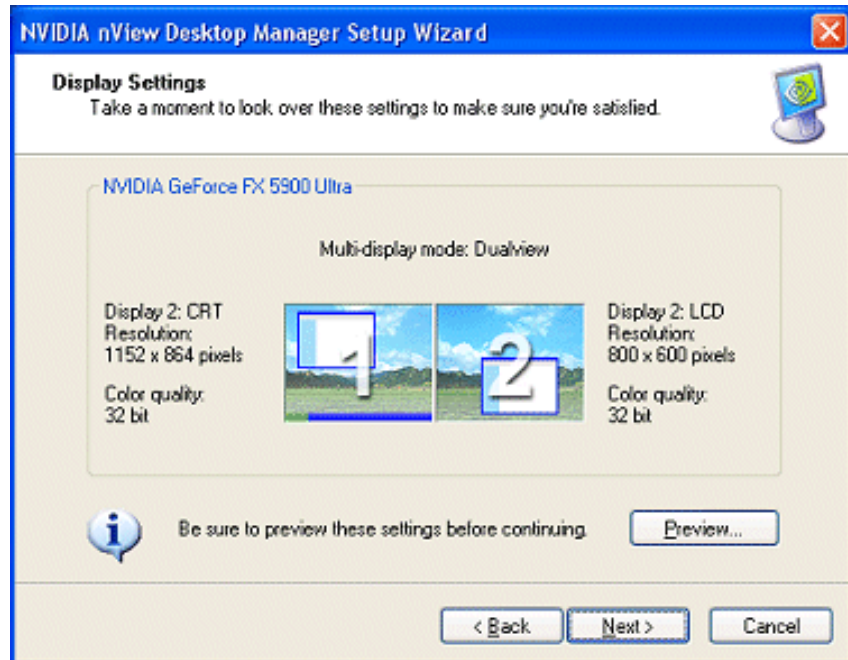 NVIDIA nView Desktop Manager Setup Wizard
Display Settings
Take a moment to look over these settings to make sure you're satisfied.
NVIDIA GeForce FX 5900 Ultra
Multi-display mode: Dualview
Display 2: CRT
Resolution:
1152 x 864 pixels
Color quality:
32 bit
1
2
Display 2: LCD
Resolution:
800 x 600 pixels
Color quality:
32 bit
Be sure to preview these settings before continuing.
Preview...
< Back
Next >
Cancel